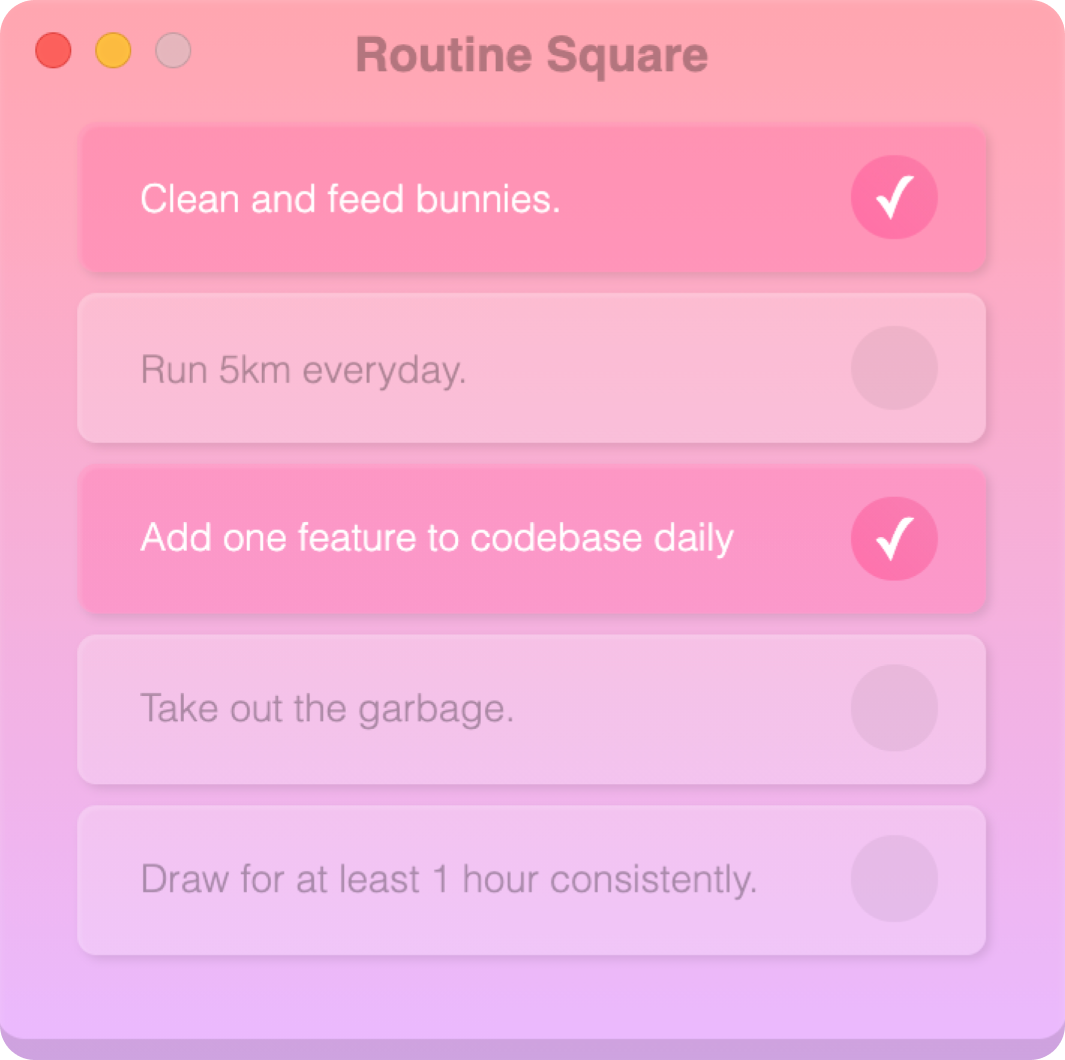 Routine Square
Clean and feed bunnies.
Run 5km everyday.
Add one feature to codebase daily
Take out the garbage.
Draw for at least 1 hour consistently.